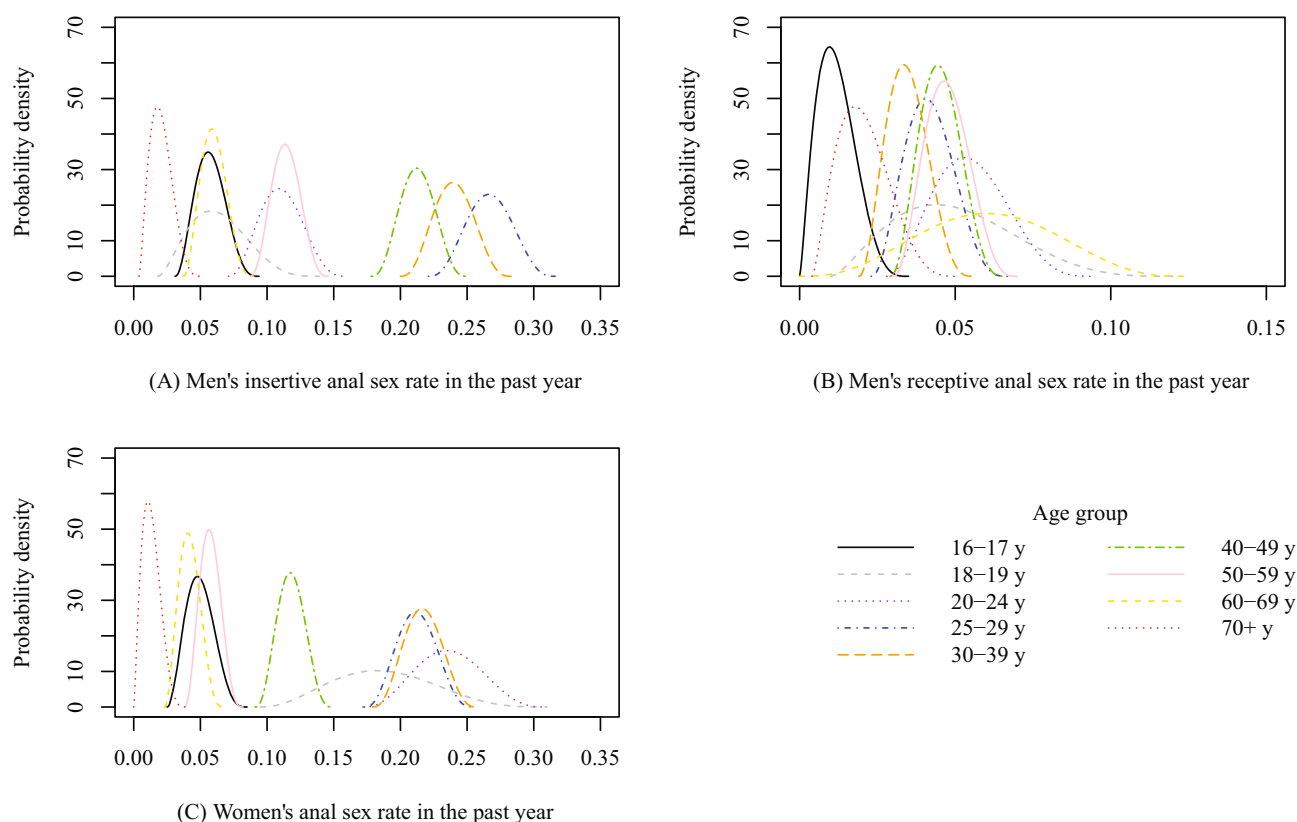 Probability density
70
50
30
10
0
0.00 0.05 0.10 0.15 0.20 0.25 0.30 0.35
(A) Men's insertive anal sex rate in the past year
Probability density
70
50
30
10
0
0.00 0.05 0.10 0.15
(B) Men's receptive anal sex rate in the past year
Probability density
70
50
30
10
0
0.00 0.05 0.10 0.15 0.20 0.25 0.30 0.35
(C) Women's anal sex rate in the past year
Age group
16−17 y
18−19 y
20−24 y
25−29 y
30−39 y
40−49 y
50−59 y
60−69 y
70+ y